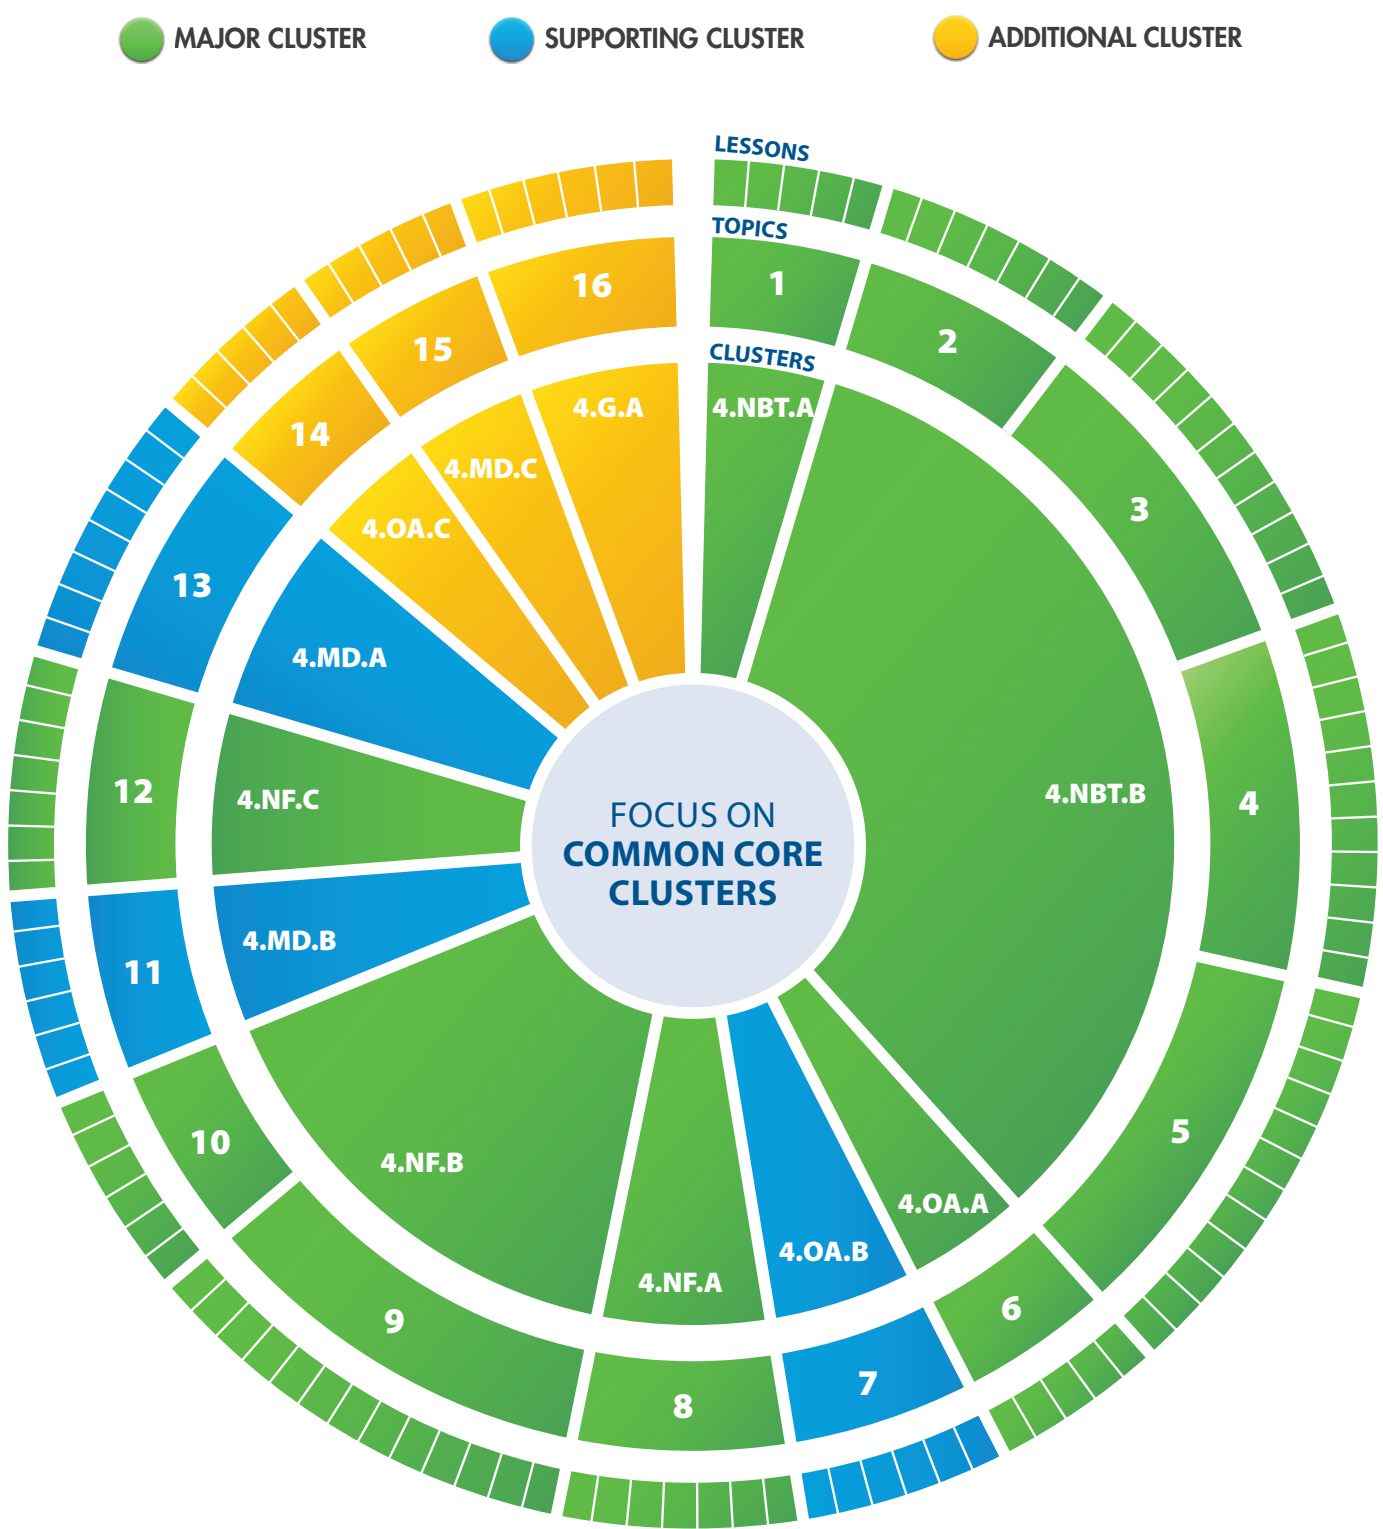 MAJOR CLUSTER
SUPPORTING CLUSTER
ADDITIONAL CLUSTER
LESSONS
TOPICS
1
2
3
4
5
6
7
8
9
10
11
12
13
14
15
16
CLUSTERS
4.NBT.A
4.NBT.B
4.OA.A
4.OA.B
4.NF.A
4.NF.B
4.MD.B
4.NF.C
4.MD.A
4.OA.C
4.MD.C
4.G.A
FOCUS ON
COMMON CORE
CLUSTERS